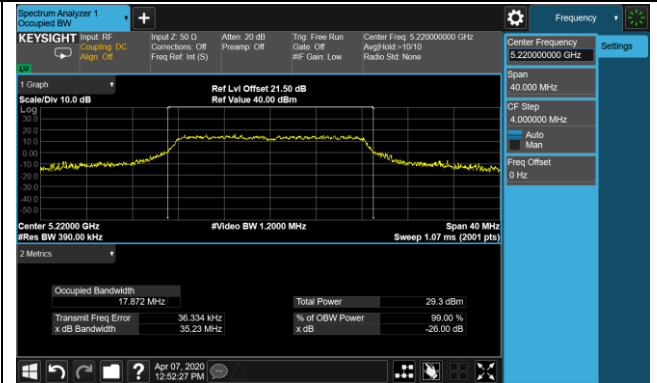 Spectrum Analyzer 1
Occupied BW
Frequency
KEYSIGHT
Input: RF
Coupling: DC
Align: Off
Input Z: 50 Ω
Corrections: Off
Freq Ref: Int (S)
Atten: 20 dB
Preamp: Off
Trig: Free Run
Gate: Off
#IF Gain: Low
Center Freq: 5.220000000 GHz
Avg|Hold:>10/10
Radio Std: None
Center Frequency
5.220000000 GHz
Settings
Span
40.000 MHz
CF Step
4.000000 MHz
Auto
Man
Freq Offset
0 Hz
1 Graph
Scale/Div 10.0 dB
Ref Lvl Offset 21.50 dB
Ref Value 40.00 dBm
Log
30.0
20.0
10.0
0.00
-10.0
-20.0
-30.0
-40.0
-50.0
Center 5.22000 GHz
#Res BW 390.00 kHz
#Video BW 1.2000 MHz
Span 40 MHz
Sweep 1.07 ms (2001 pts)
2 Metrics
Occupied Bandwidth
17.872 MHz
Total Power 29.3 dBm
Transmit Freq Error 36.334 kHz
% of OBW Power 99.00 %
x dB Bandwidth 35.23 MHz
x dB -26.00 dB
Apr 07, 2020
12:52:27 PM